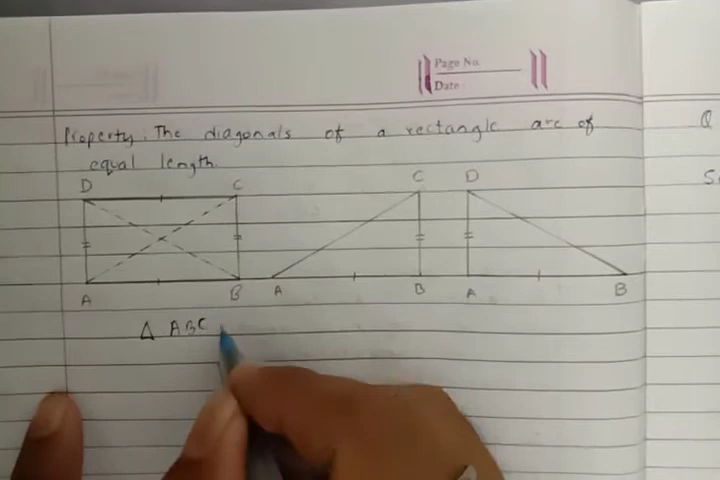 Page No.
Date
Property: The diagonals of a rectangle are of
equal length.
D C C D
A B A B A B
Δ ABC
Q
S